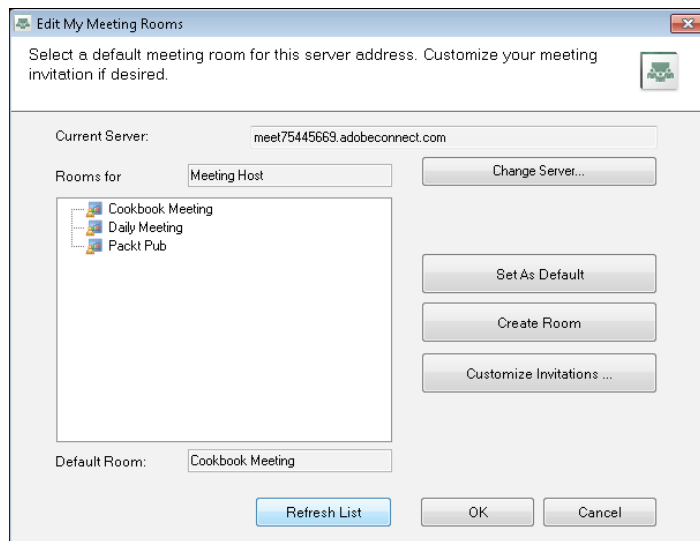 Edit My Meeting Rooms
Select a default meeting room for this server address. Customize your meeting
invitation if desired.
Current Server:
meet75445669.adobeconnect.com
Rooms for
Meeting Host
Change Server...
Cookbook Meeting
Daily Meeting
Packt Pub
Set As Default
Create Room
Customize Invitations ...
Default Room:
Cookbook Meeting
Refresh List
OK
Cancel